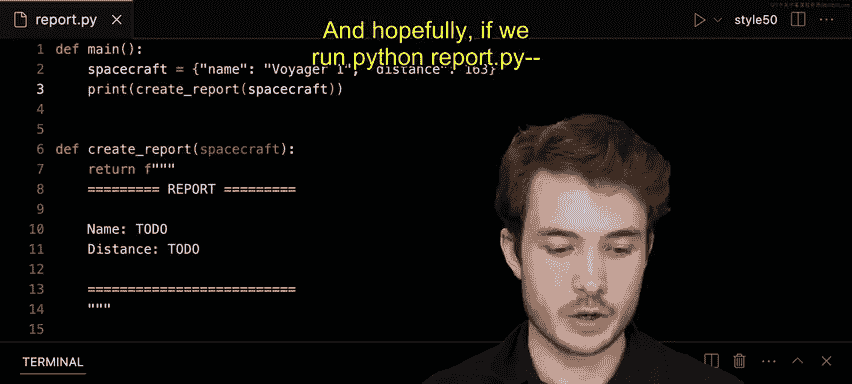 report.py
style50
And hopefully, if we
run python report.py--
1 def main():
2 spacecraft = {"name": "Voyager 1", "distance": 163}
3 print(create_report(spacecraft))
4
5
6 def create_report(spacecraft):
7 return f"""
8 ========= REPORT =========
9
10 Name: TODO
11 Distance: TODO
12
13 ==========================
14 """
15
TERMINAL